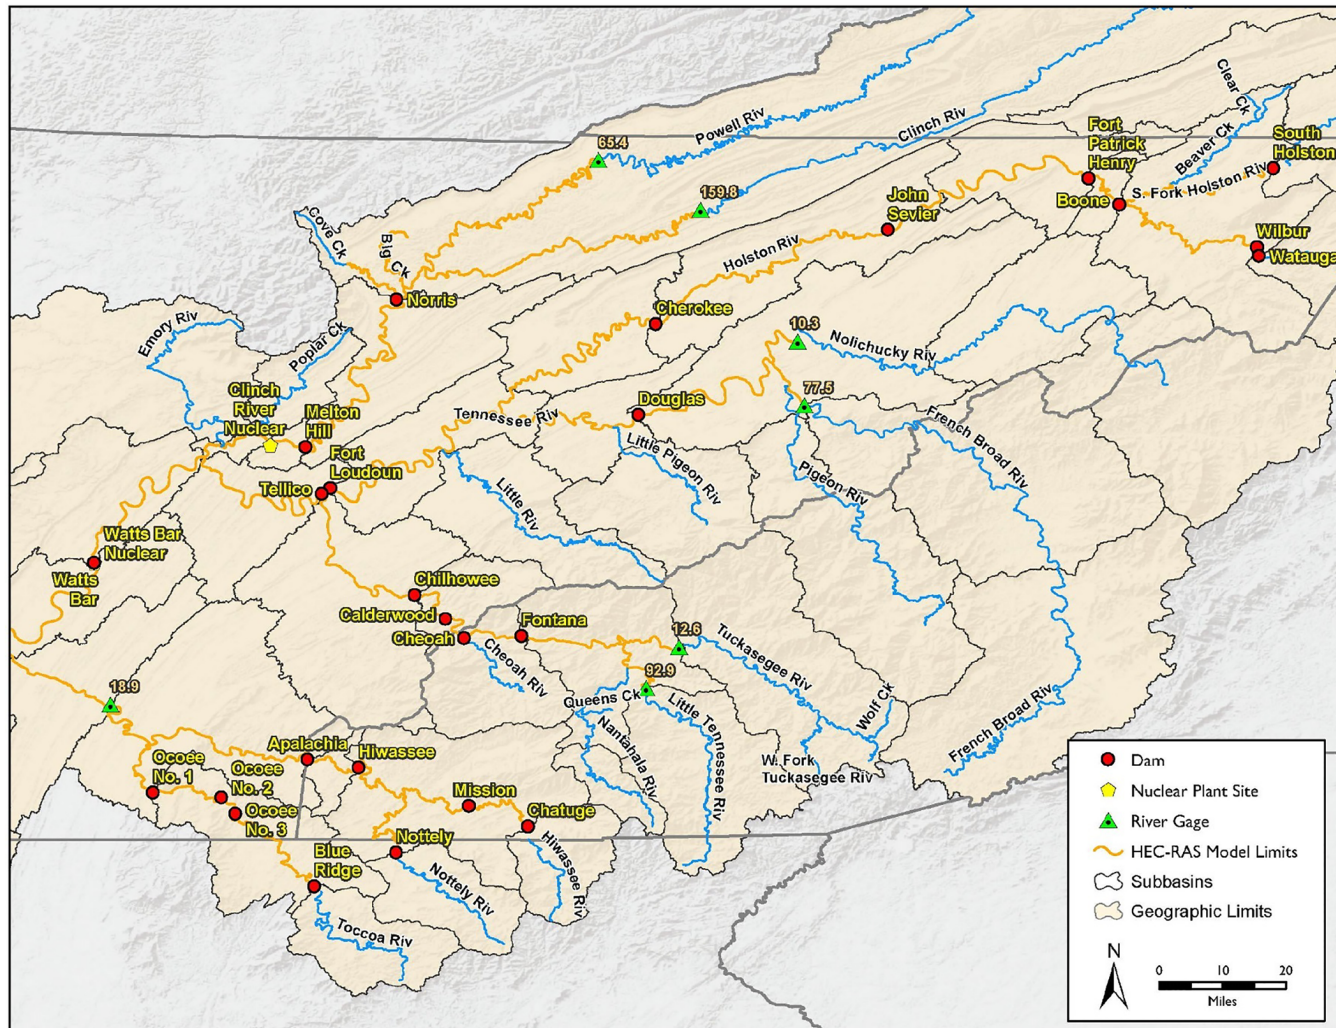 Clear Ck
Powell Riv
Clinch Riv
65.4
Fort
Patrick
Henry
Beaver Ck
South
Holston
S. Fork Holston Riv
159.8
John
Sevier
Boone
Cove Ck
Big Ck
Holston Riv
Wilbur
Watauga
Norris
Cherokee
Emory Riv
Poplar Ck
10.3
Nolichucky Riv
Clinch
River
Nuclear
Melton
Hill
77.5
Douglas
Tennessee Riv
French Broad Riv
Fort
Loudoun
Tellico
Little Pigeon Riv
Pigeon Riv
Little Riv
Watts Bar
Nuclear
Watts
Bar
Chilhowee
Calderwood
Cheoah
Fontana
12.6
Tuckasegee Riv
Cheoah Riv
92.9
18.9
Queens Ck
Little Tennessee Riv
Nantahala Riv
Wolf Ck
French Broad Riv
W. Fork
Tuckasegee Riv
Apalachia
Hiwassee
Ocoee
No. 1
Ocoee
No. 2
Ocoee
No. 3
Mission
Chatuge
Nottely
Hiwassee Riv
Blue
Ridge
Nottely Riv
Toccoa Riv
Dam
Nuclear Plant Site
River Gage
HEC-RAS Model Limits
Subbasins
Geographic Limits
N
0 10 20
Miles